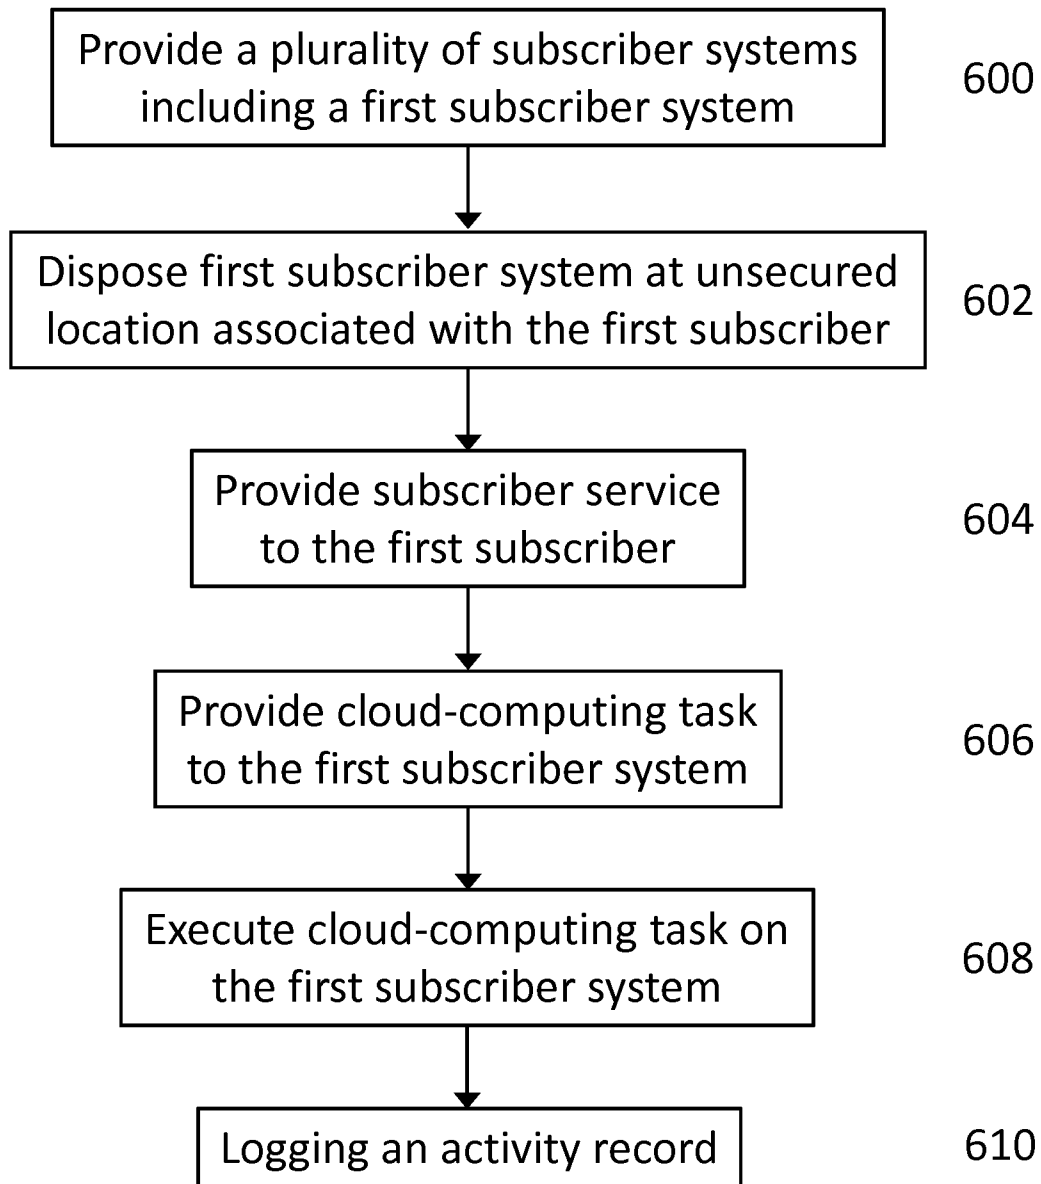 Provide a plurality of subscriber systems
including a first subscriber system
600
Dispose first subscriber system at unsecured
location associated with the first subscriber
602
Provide subscriber service
to the first subscriber
604
Provide cloud-computing task
to the first subscriber system
606
Execute cloud-computing task on
the first subscriber system
608
Logging an activity record
610